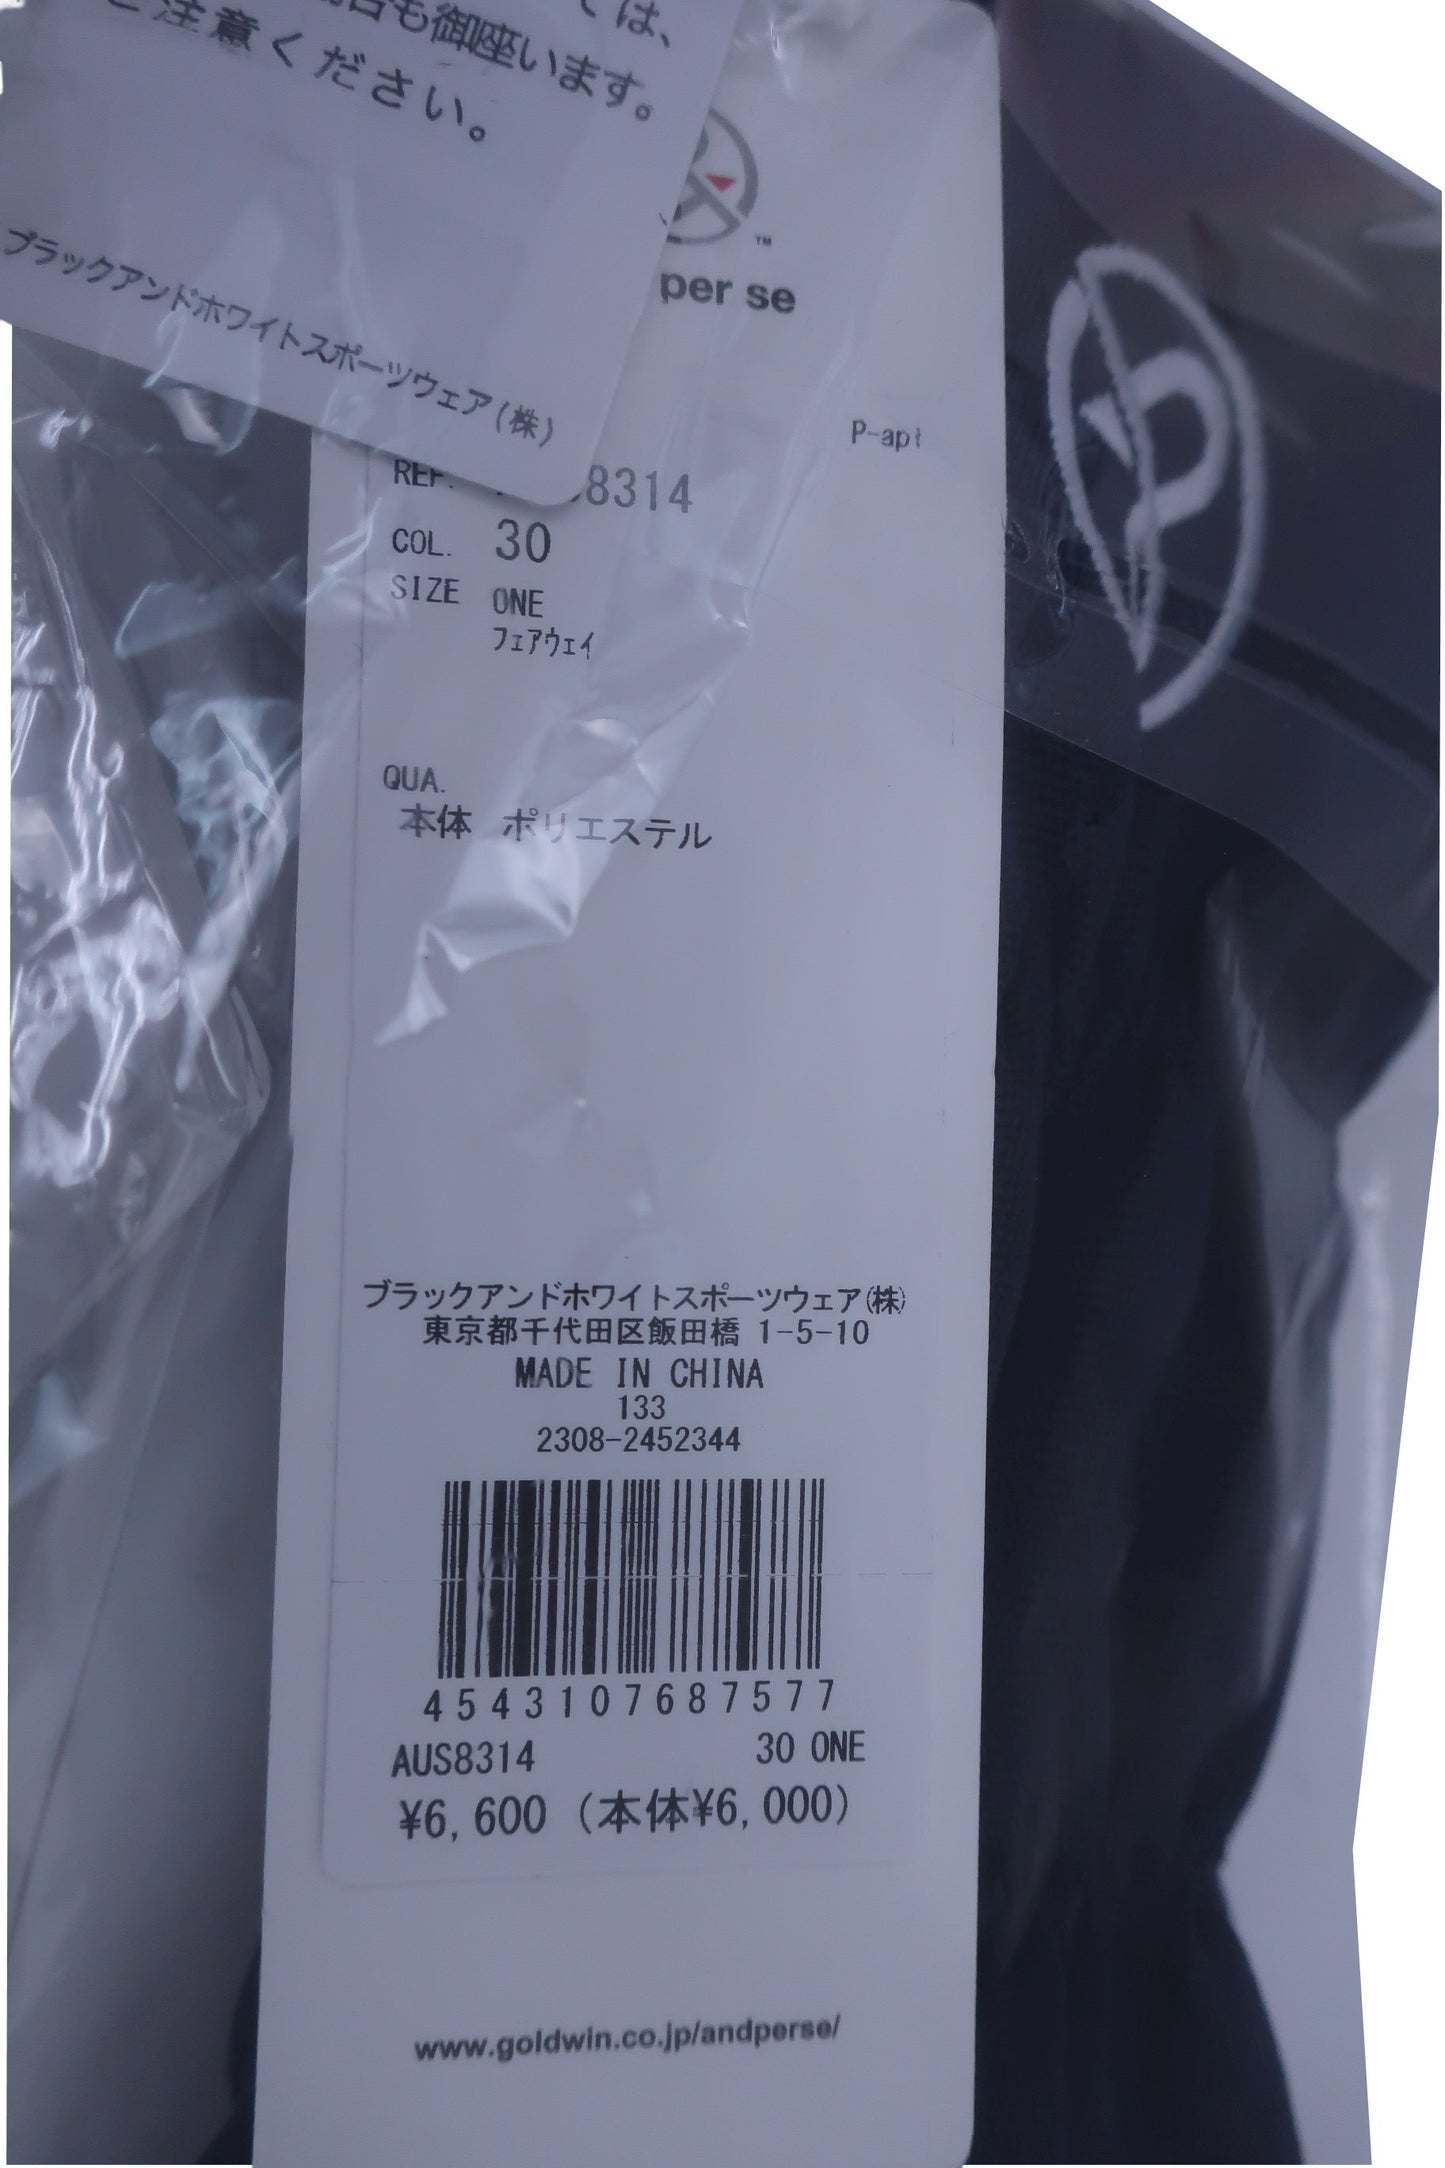 ては、
も御座います。
ご注意ください。
ブラックアンドホワイトスポーツウェア(株)
TM
per se
P-apt
REF. 8314
COL. 30
SIZE ONE
フェアウェイ
QUA.
本体 ポリエステル
ブラックアンドホワイトスポーツウェア(株)
東京都千代田区飯田橋 1-5-10
MADE IN CHINA
133
2308-2452344
4543107687577
AUS8314 30 ONE
¥6,600 (本体¥6,000)
www.goldwin.co.jp/andperse/